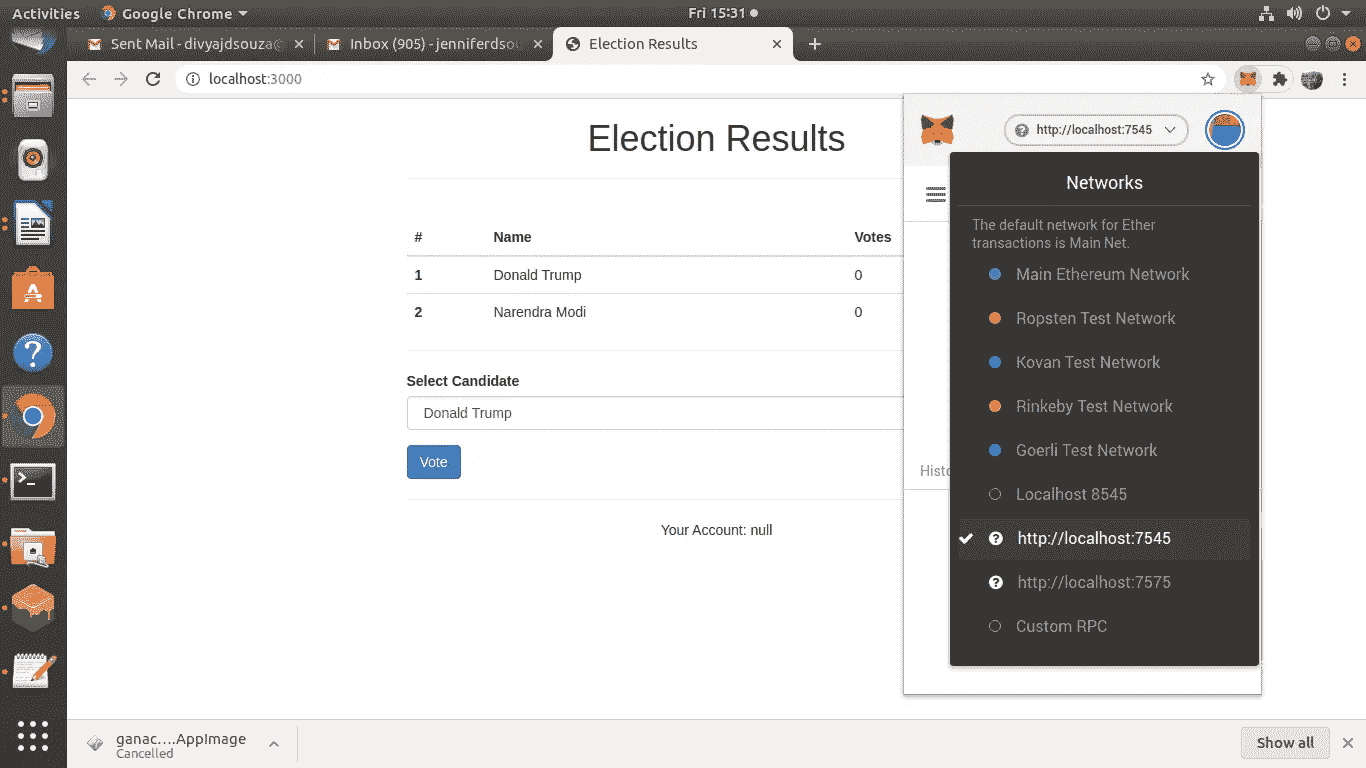 Activities Google Chrome Fri 15:31
Sent Mail - divyajdsouza@ Inbox (905) - jenniferdsou Election Results
localhost:3000
Election Results
http://localhost:7545
Networks
The default network for Ether
transactions is Main Net.
Main Ethereum Network
Ropsten Test Network
Kovan Test Network
Rinkeby Test Network
Goerli Test Network
Localhost 8545
http://localhost:7545
http://localhost:7575
Custom RPC
# Name Votes
1 Donald Trump 0
2 Narendra Modi 0
Select Candidate
Donald Trump
Vote
Histo
Your Account: null
ganac....AppImage
Cancelled
Show all